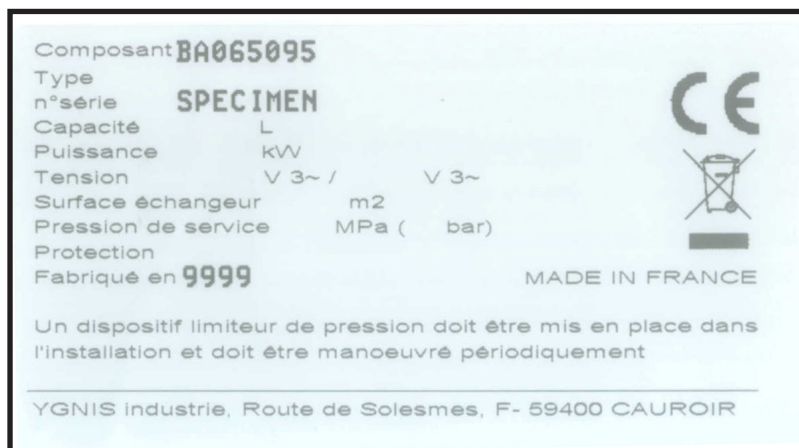 Composant BA065095
Type
n°série SPECIMEN
Capacité L
Puissance kW
Tension V 3~ / V 3~
Surface échangeur m2
Pression de service MPa ( bar)
Protection
Fabriqué en 9999 MADE IN FRANCE
CE
Un dispositif limiteur de pression doit être mis en place dans
l'installation et doit être manoeuvré périodiquement
YGNIS industrie, Route de Solesmes, F- 59400 CAUROIR